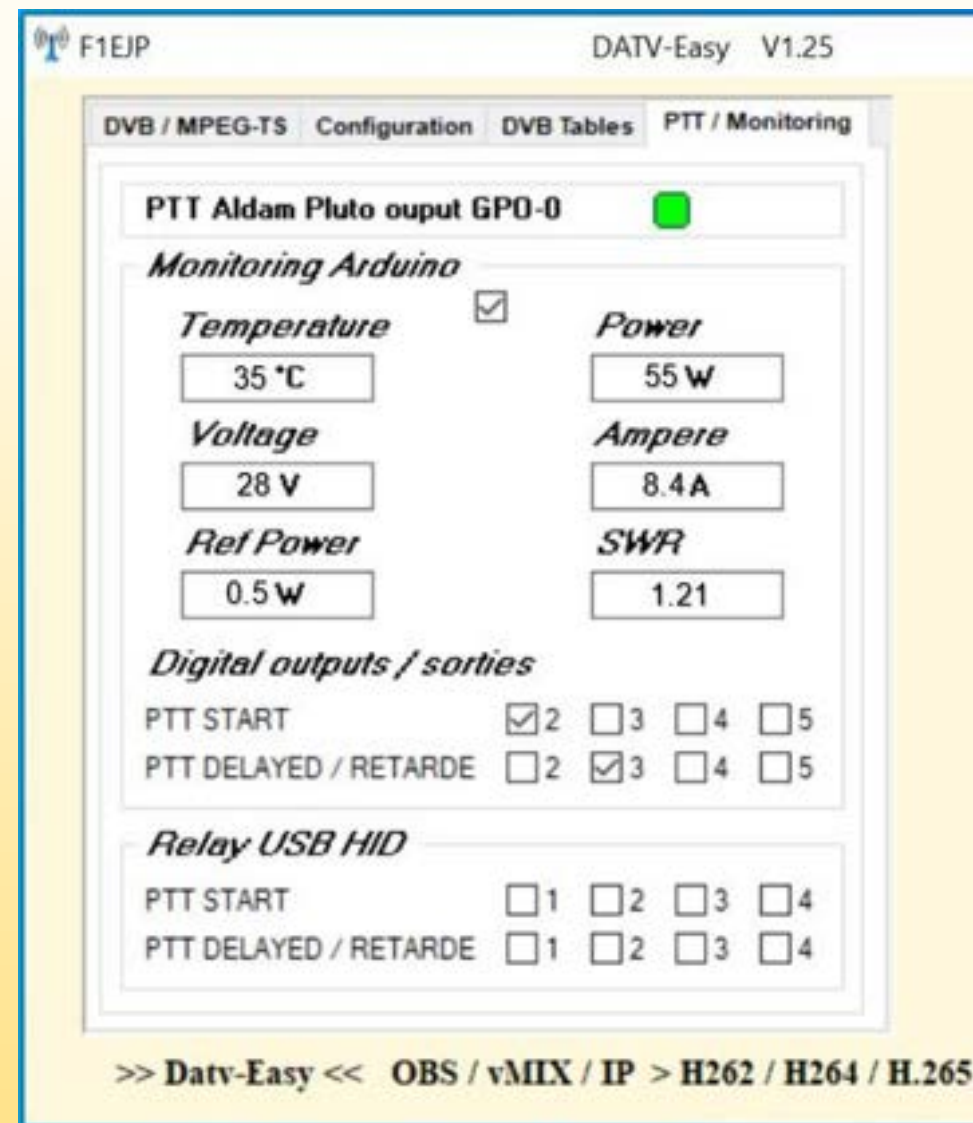 F1EJP DATV-Easy V1.25
DVB / MPEG-TS Configuration DVB Tables PTT / Monitoring
PTT Aldam Pluto ouput GPO-0
Monitoring Arduino
Temperature Power
35 °C 55 W
Voltage Ampere
28 V 8.4 A
Ref Power SWR
0.5 W 1.21
Digital outputs / sorties
PTT START 2 3 4 5
PTT DELAYED / RETARDE 2 3 4 5
Relay USB HID
PTT START 1 2 3 4
PTT DELAYED / RETARDE 1 2 3 4
>> Datv-Easy << OBS / vMIX / IP > H262 / H264 / H.265